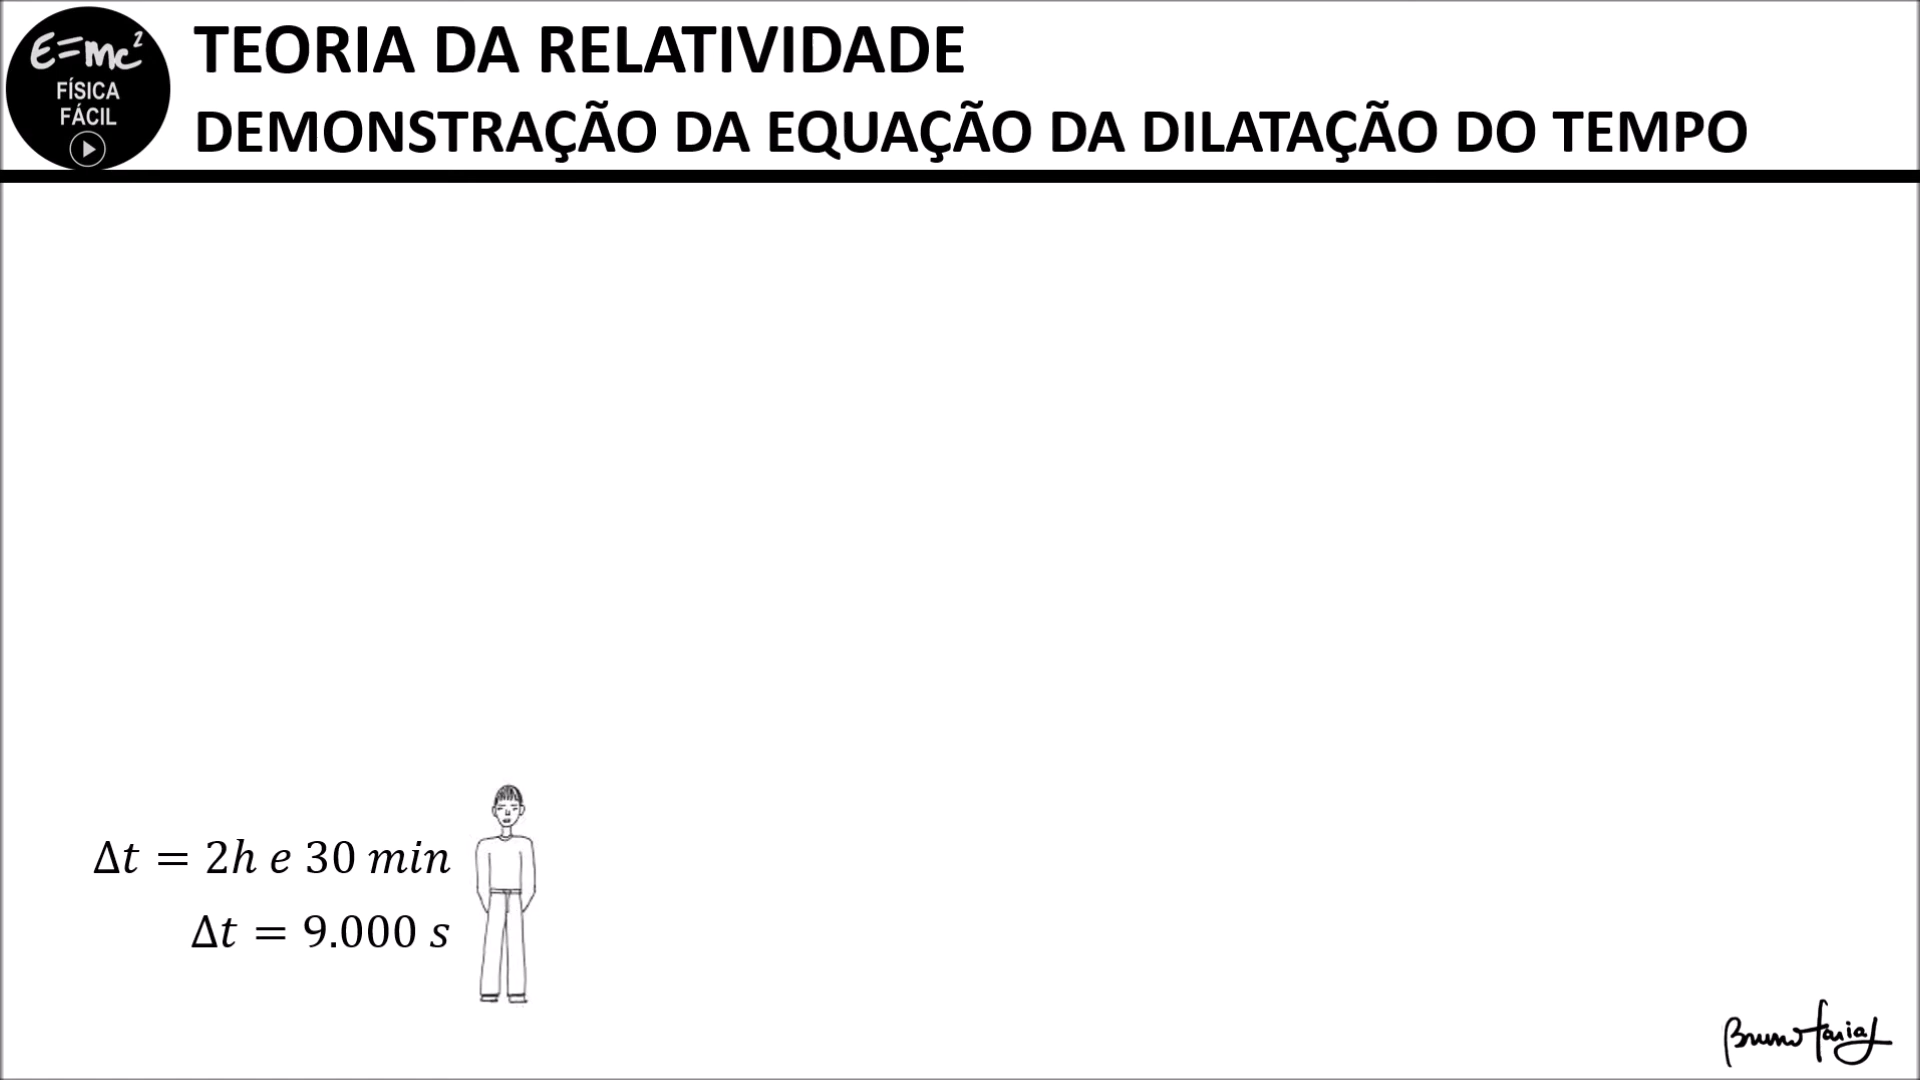 E=mc²
FÍSICA
FÁCIL
TEORIA DA RELATIVIDADE
DEMONSTRAÇÃO DA EQUAÇÃO DA DILATAÇÃO DO TEMPO
Δt = 2h e 30 min
Δt = 9.000 s
Bruno Farias